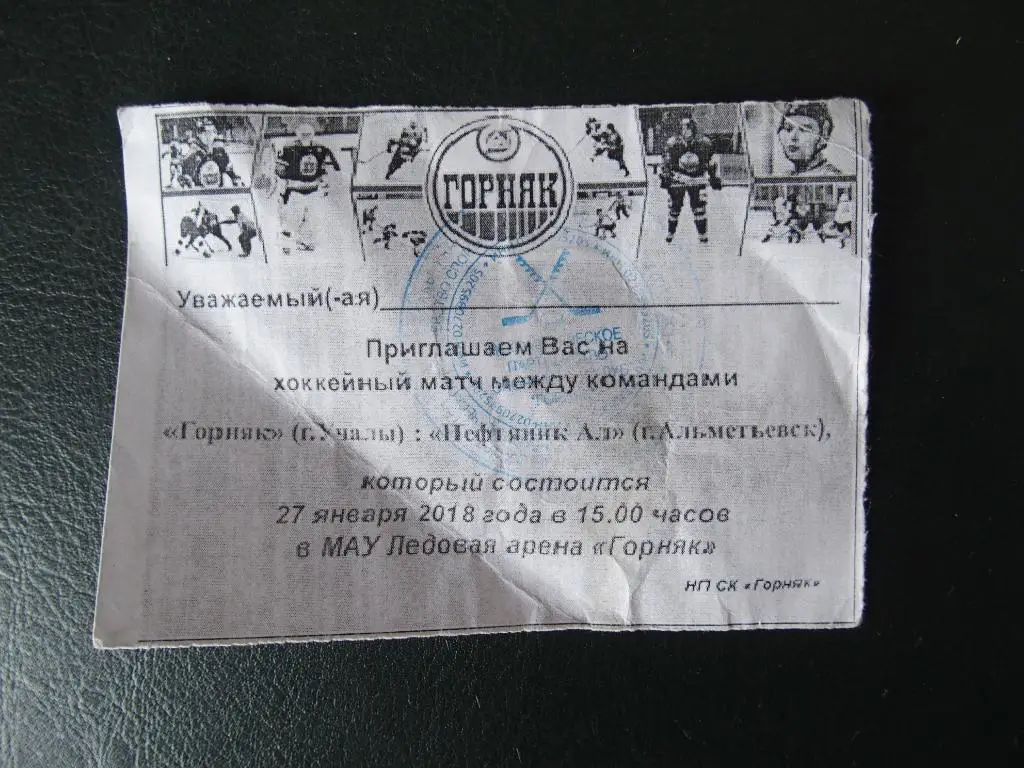 ГОРНЯК
Уважаемый(-ая)
Приглашаем Вас на
хоккейный матч между командами
«Горняк» (г.Учалы) : «Нефтяник Ал» (г.Альметьевск),
который состоится
27 января 2018 года в 15.00 часов
в МАУ Ледовая арена «Горняк»
НП СК «Горняк»